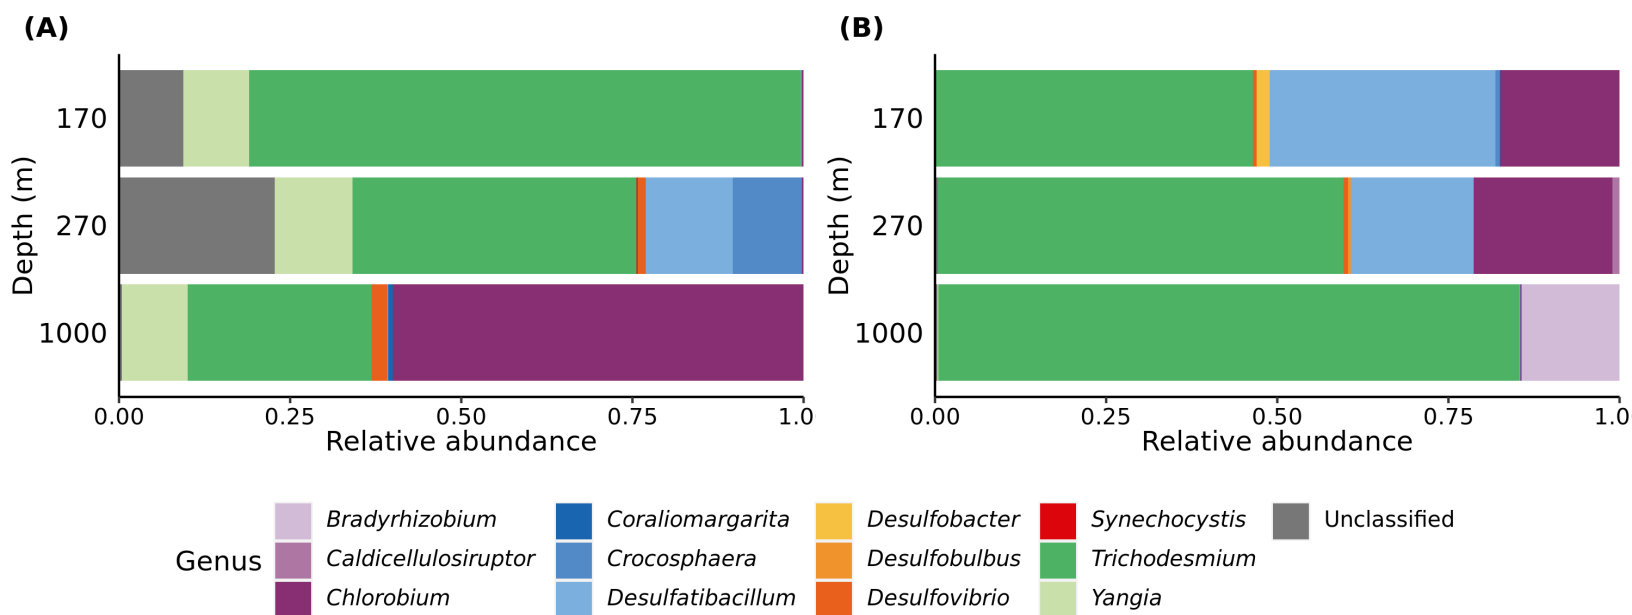 (A) (B)
Depth (m) Depth (m)
170 170
270 270
1000 1000
0.00 0.25 0.50 0.75 1.0 0.00 0.25 0.50 0.75 1.0
Relative abundance Relative abundance
Bradyrhizobium Coraliomargarita Desulfobacter Synechocystis Unclassified
Genus Caldicellulosiruptor Crocosphaera Desulfobulbus Trichodesmium
Chlorobium Desulfatibacillum Desulfovibrio Yangia